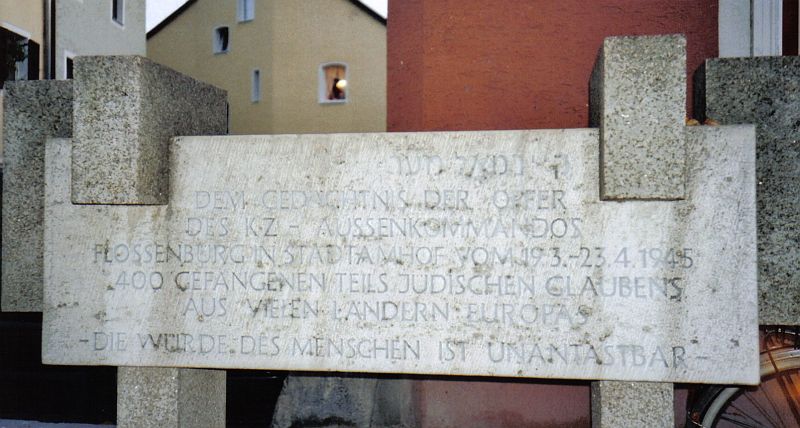 DEM GEDÄCHTNIS DER OPFER
DES KZ - AUSSENKOMMANDOS
FLOSSENBÜRG IN STADTAMHOF VOM 19.3.-23.4.1945
400 GEFANGENEN TEILS JÜDISCHEN GLAUBENS
AUS VIELEN LÄNDERN EUROPAS
- DIE WÜRDE DES MENSCHEN IST UNANTASTBAR -